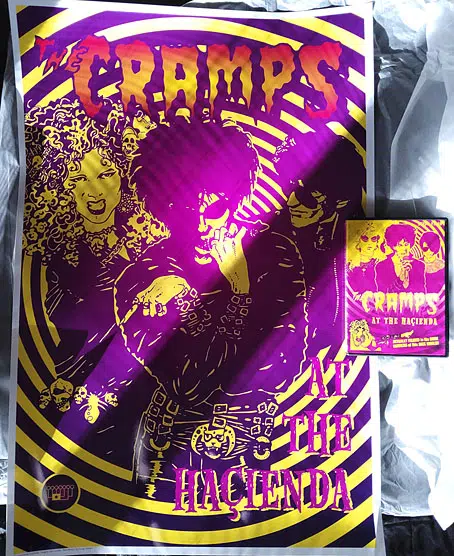 THE CRAMPS
AT
THE
HAÇIENDA
THE
CRAMPS
AT THE HAÇIENDA